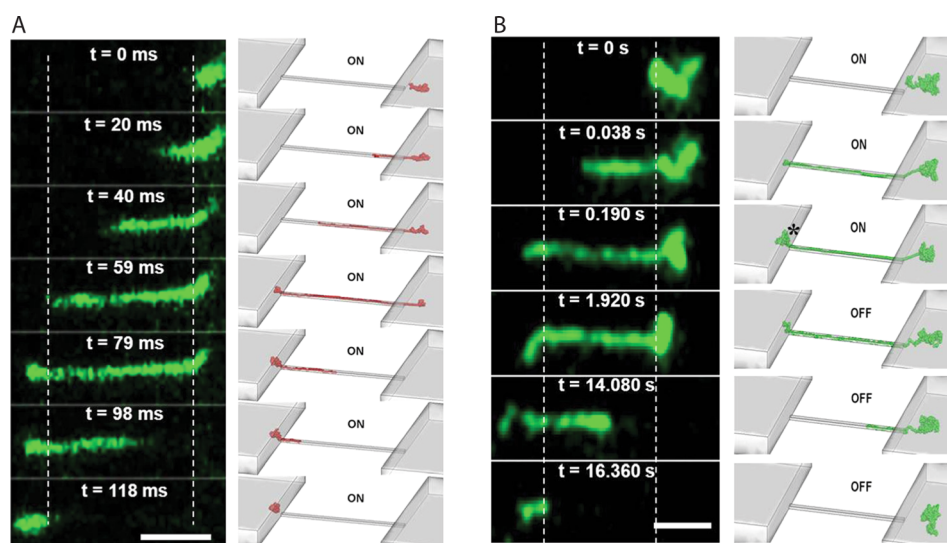 A
t = 0 ms
ON
t = 20 ms
ON
t = 40 ms
ON
t = 59 ms
ON
t = 79 ms
ON
t = 98 ms
ON
t = 118 ms
ON
B
t = 0 s
ON
t = 0.038 s
ON
t = 0.190 s
*
ON
t = 1.920 s
OFF
t = 14.080 s
OFF
t = 16.360 s
OFF